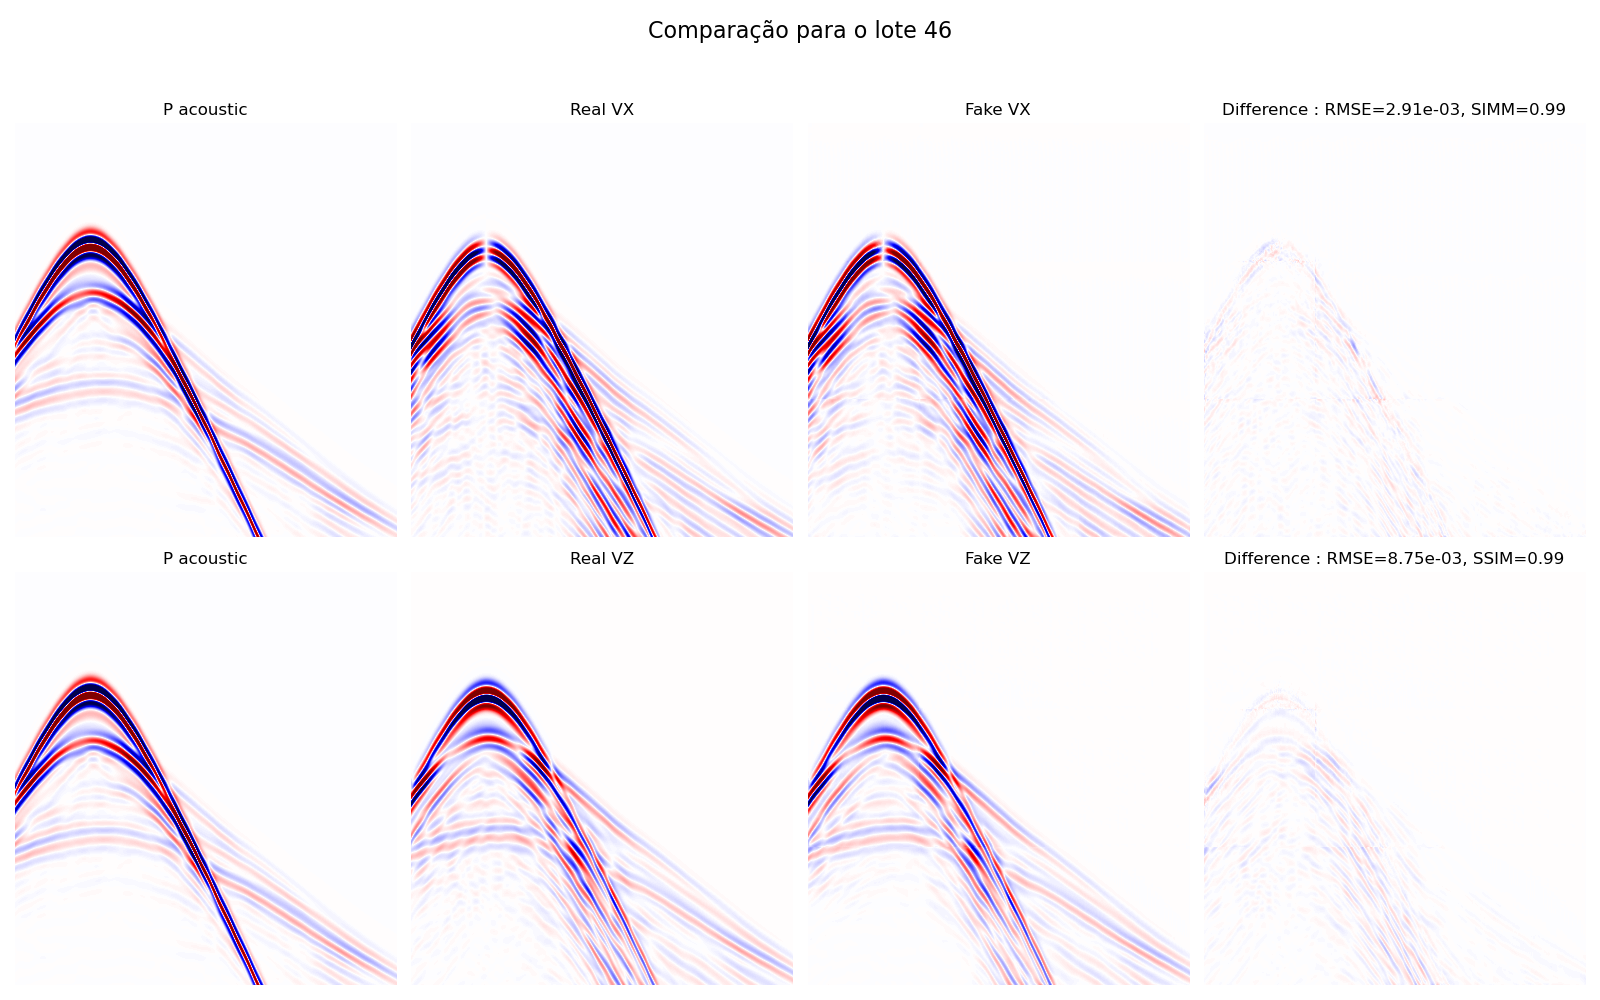 Comparação para o lote 46
P acoustic
Real VX
Fake VX
Difference : RMSE=2.91e-03, SIMM=0.99
P acoustic
Real VZ
Fake VZ
Difference : RMSE=8.75e-03, SSIM=0.99